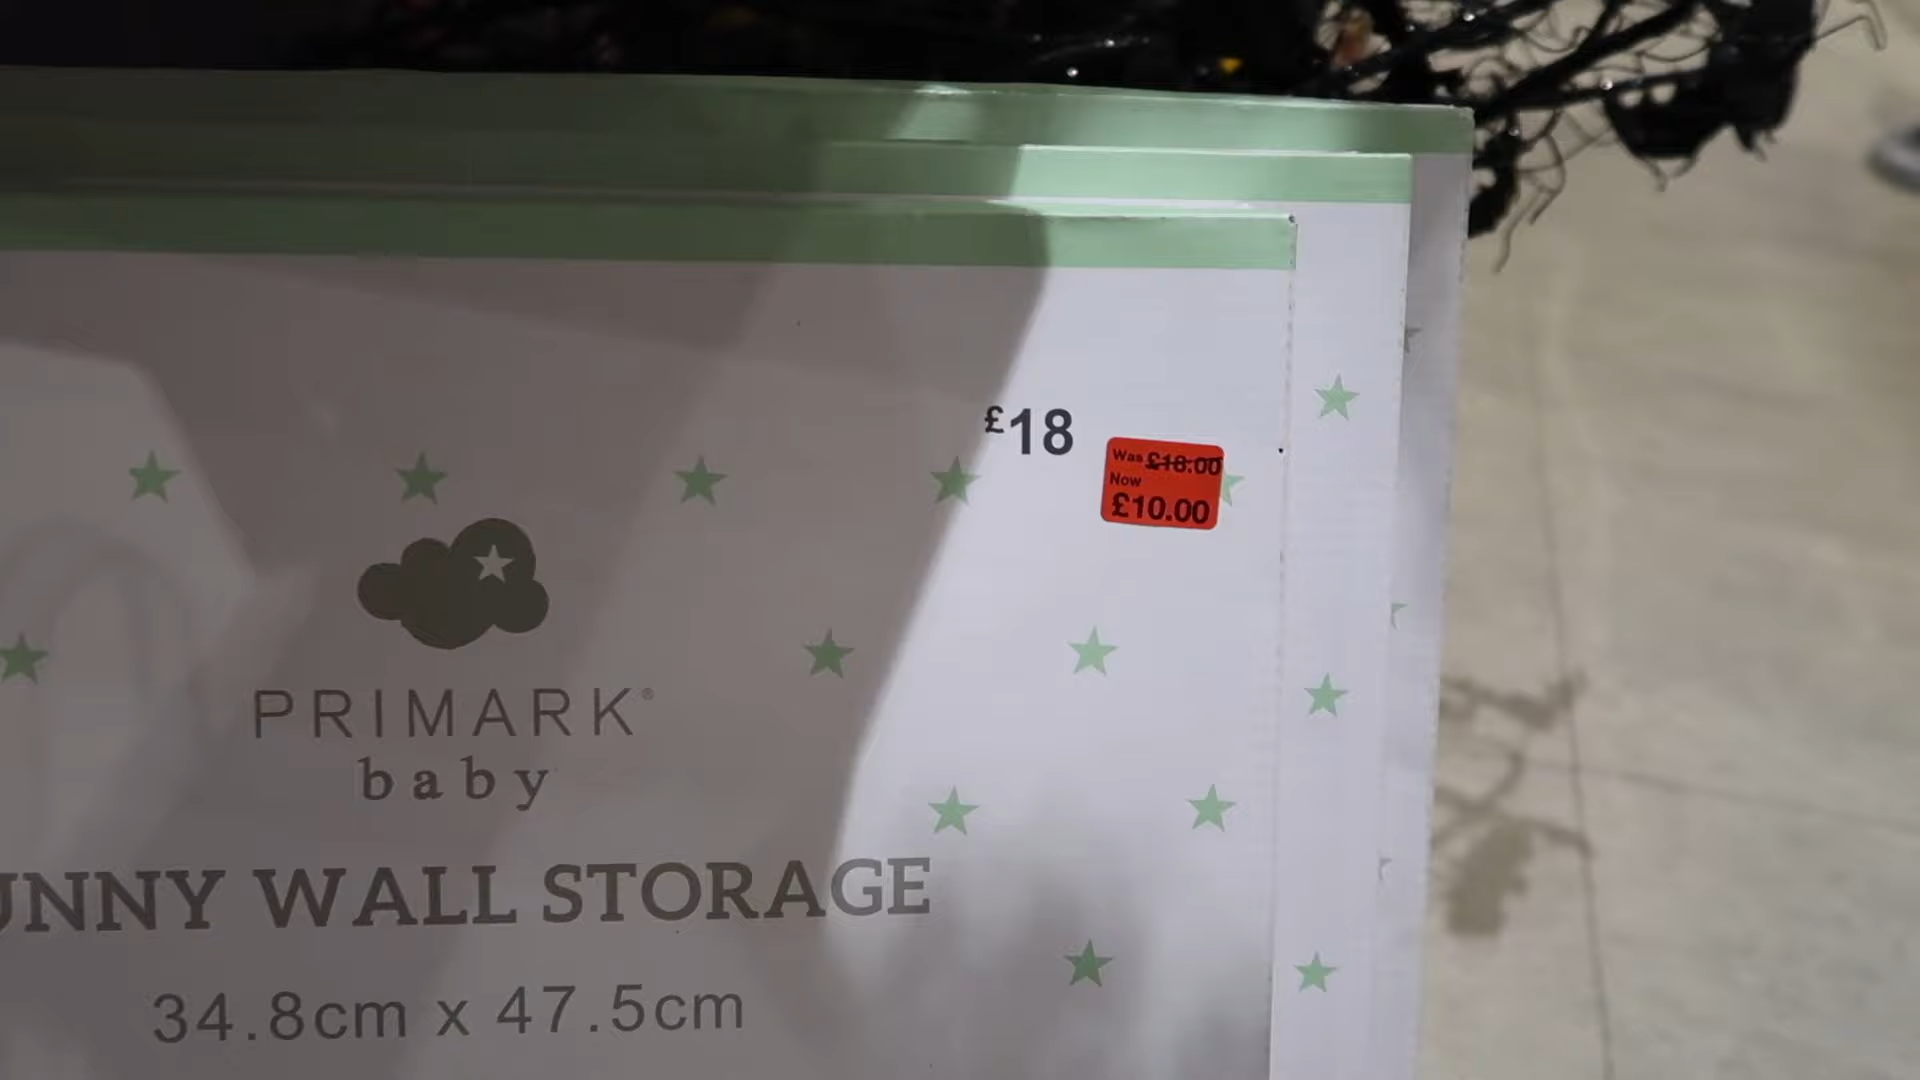 £18
Was £18.00
Now
£10.00
PRIMARK®
baby
UNNY WALL STORAGE
34.8cm x 47.5cm